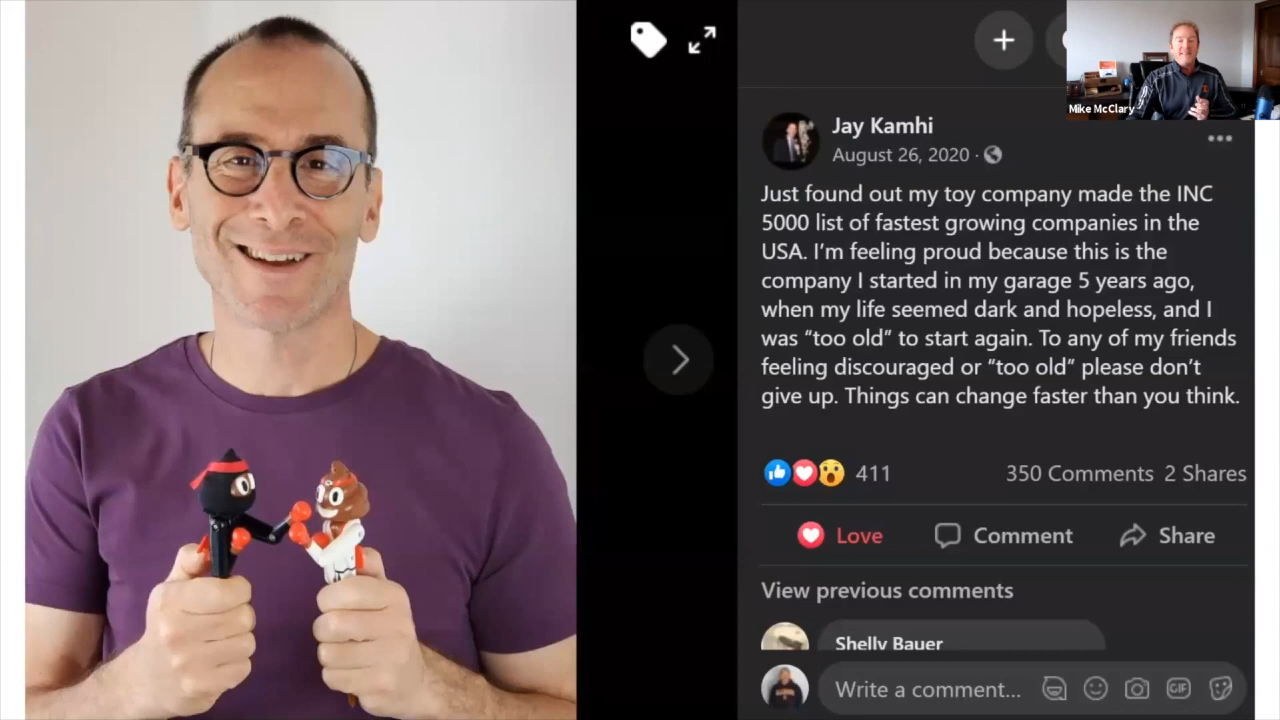 Mike McClary
Jay Kamhi
August 26, 2020 ·
Just found out my toy company made the INC
5000 list of fastest growing companies in the
USA. I’m feeling proud because this is the
company I started in my garage 5 years ago,
when my life seemed dark and hopeless, and I
was “too old” to start again. To any of my friends
feeling discouraged or “too old” please don’t
give up. Things can change faster than you think.
411 350 Comments 2 Shares
Love Comment Share
View previous comments
Shelly Bauer
Write a comment... GIF